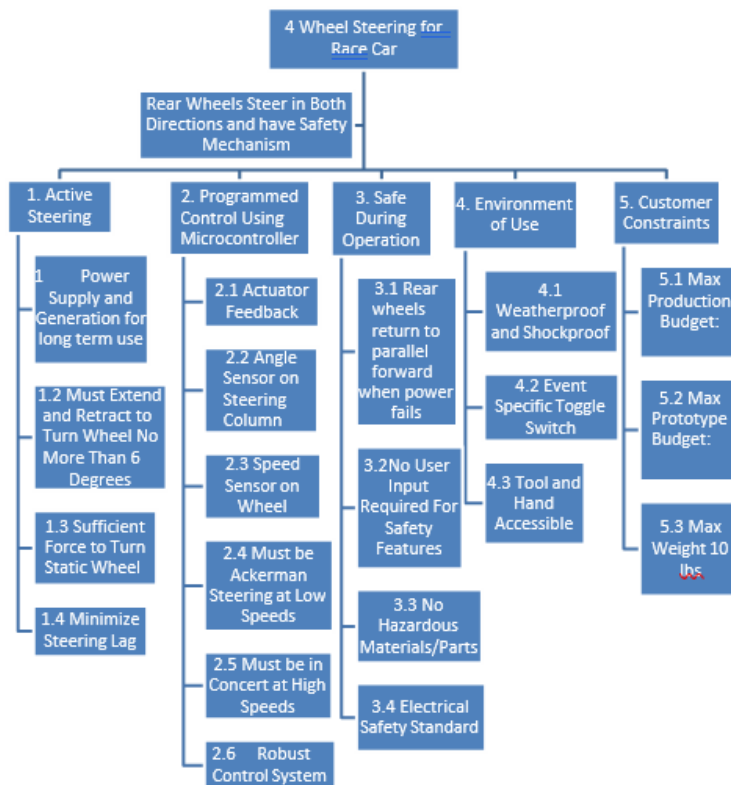 4 Wheel Steering for
Race Car
Rear Wheels Steer in Both
Directions and have Safety
Mechanism
1. Active
Steering
1 Power
Supply and
Generation for
long term use
1.2 Must Extend
and Retract to
Turn Wheel No
More Than 6
Degrees
1.3 Sufficient
Force to Turn
Static Wheel
1.4 Minimize
Steering Lag
2. Programmed
Control Using
Microcontroller
2.1 Actuator
Feedback
2.2 Angle
Sensor on
Steering
Column
2.3 Speed
Sensor on
Wheel
2.4 Must be
Ackerman
Steering at Low
Speeds
2.5 Must be in
Concert at High
Speeds
2.6 Robust
Control System
3. Safe
During
Operation
3.1 Rear
wheels
return to
parallel
forward
when power
fails
3.2No User
Input
Required For
Safety
Features
3.3 No
Hazardous
Materials/Parts
3.4 Electrical
Safety Standard
4. Environment
of Use
4.1
Weatherproof
and Shockproof
4.2 Event
Specific Toggle
Switch
4.3 Tool and
Hand
Accessible
5. Customer
Constraints
5.1 Max
Production
Budget:
5.2 Max
Prototype
Budget:
5.3 Max
Weight 10
lbs